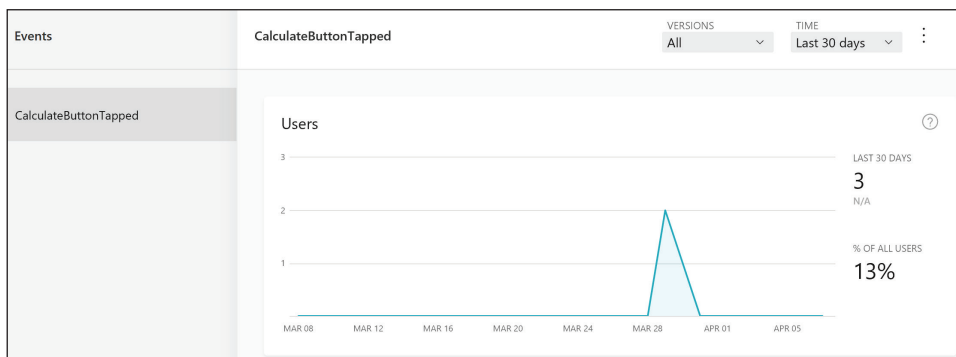 Events
CalculateButtonTapped
VERSIONS
All
TIME
Last 30 days
CalculateButtonTapped
Users
?
3
2
1
MAR 08 MAR 12 MAR 16 MAR 20 MAR 24 MAR 28 APR 01 APR 05
LAST 30 DAYS
3
N/A
% OF ALL USERS
13%